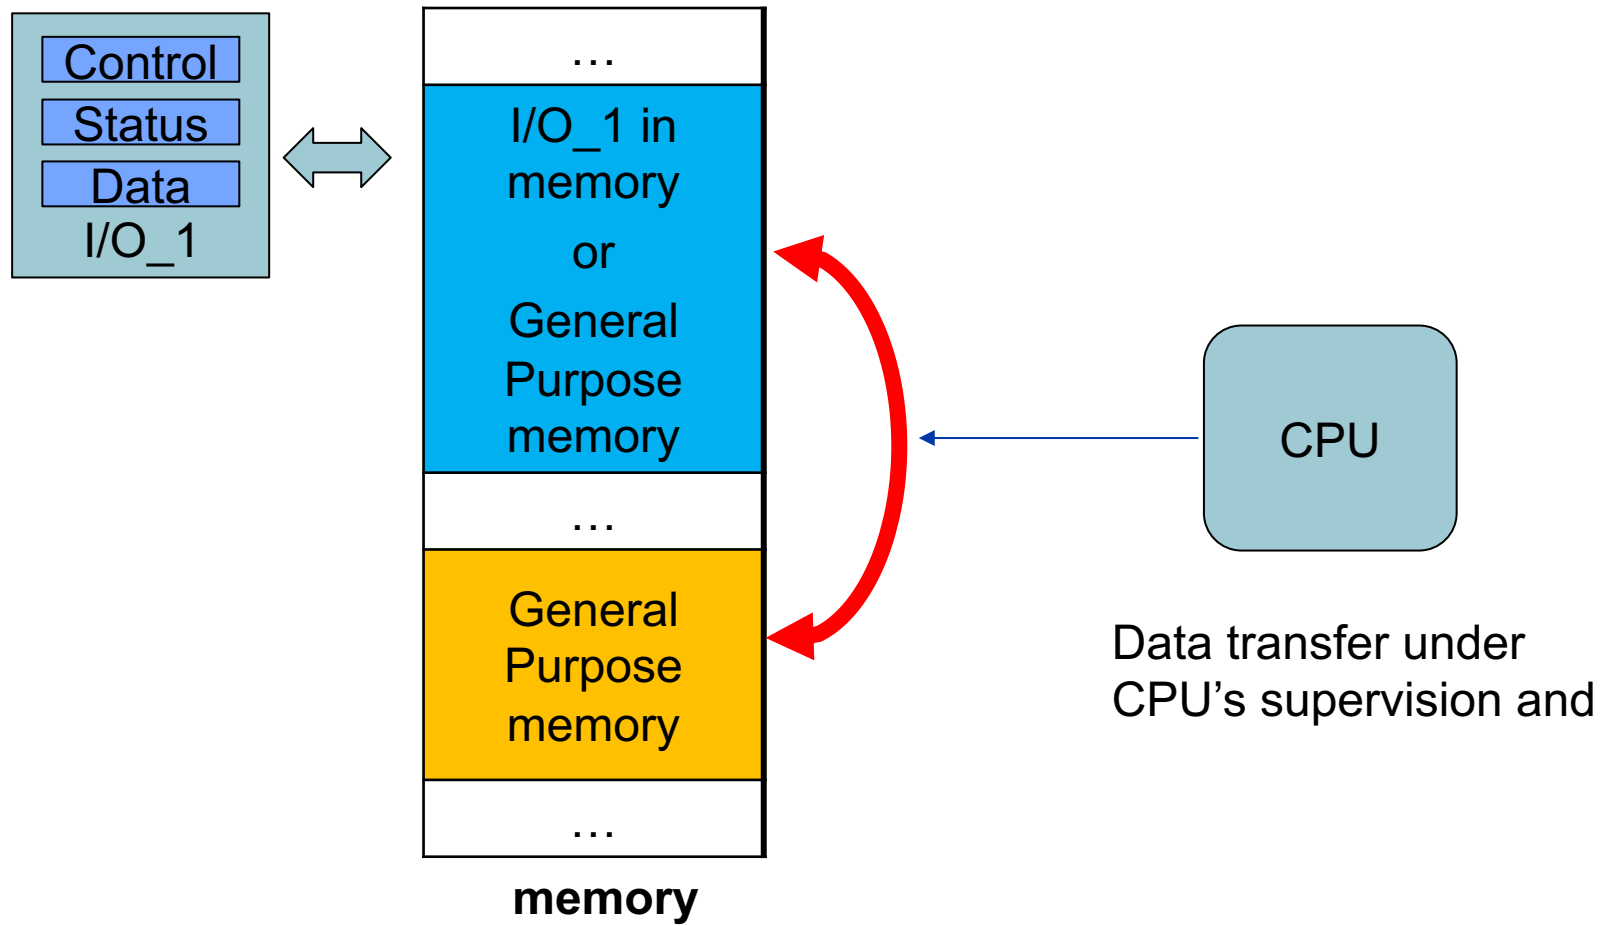 Control
Status
Data
I/O_1
…
I/O_1 in
memory
or
General
Purpose
memory
…
General
Purpose
memory
…
memory
CPU
Data transfer under
CPU’s supervision and